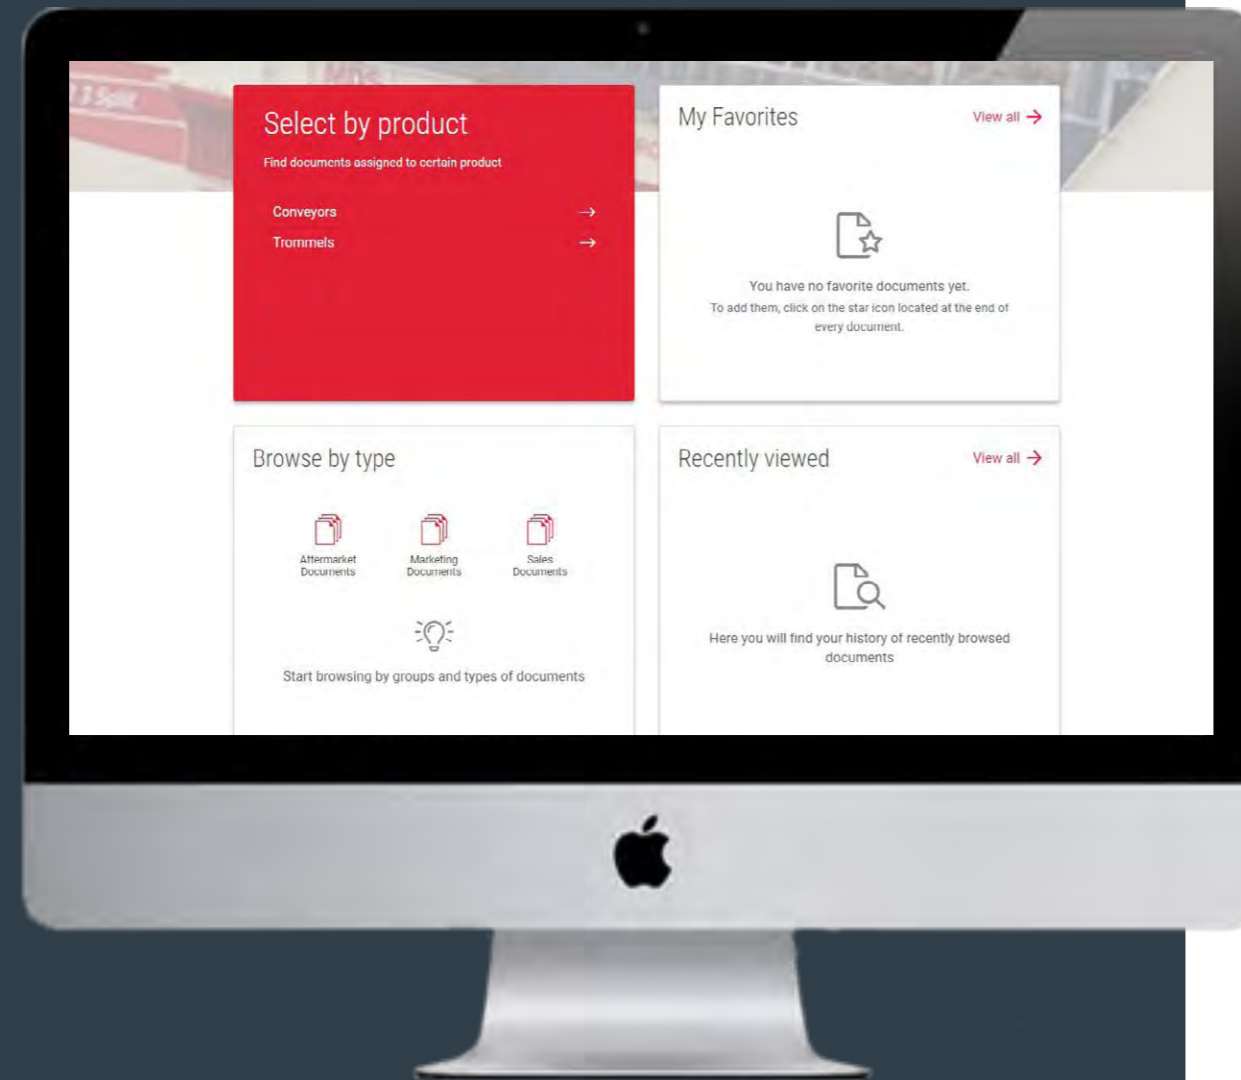 3 Split
Select by product
Find documents assigned to certain product
Conveyors
Trommels
My Favorites
View all
You have no favorite documents yet.
To add them, click on the star icon located at the end of
every document.
Browse by type
Aftermarket
Documents
Marketing
Documents
Sales
Documents
Start browsing by groups and types of documents
Recently viewed
View all
Here you will find your history of recently browsed
documents